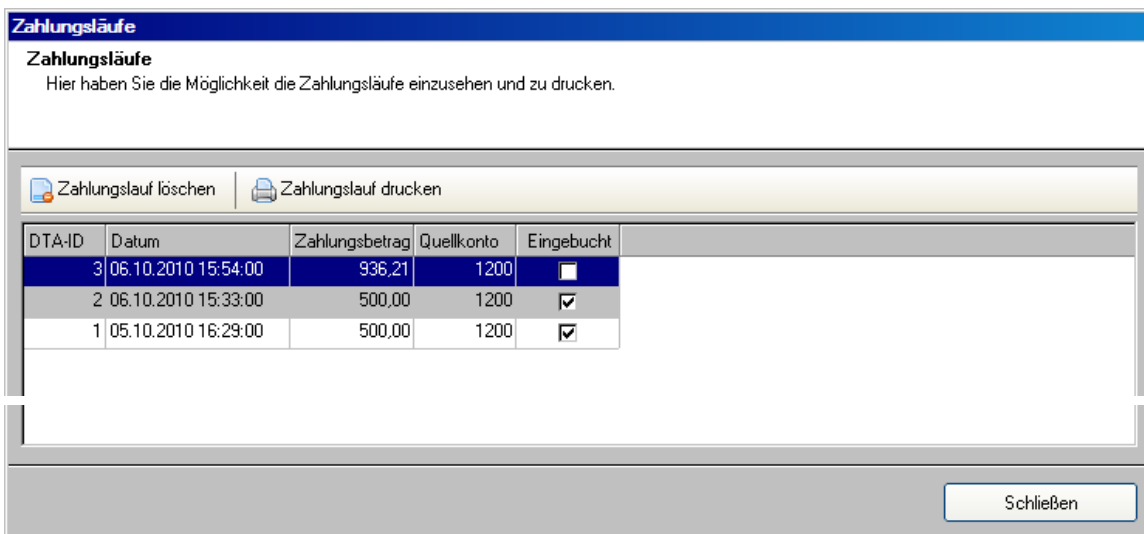 Zahlungsläufe
Zahlungsläufe
Hier haben Sie die Möglichkeit die Zahlungsläufe einzusehen und zu drucken.
Zahlungslauf löschen Zahlungslauf drucken
DTA-ID Datum Zahlungsbetrag Quellkonto Eingebucht
3 06.10.2010 15:54:00 936,21 1200
2 06.10.2010 15:33:00 500,00 1200
1 05.10.2010 16:29:00 500,00 1200
Schließen